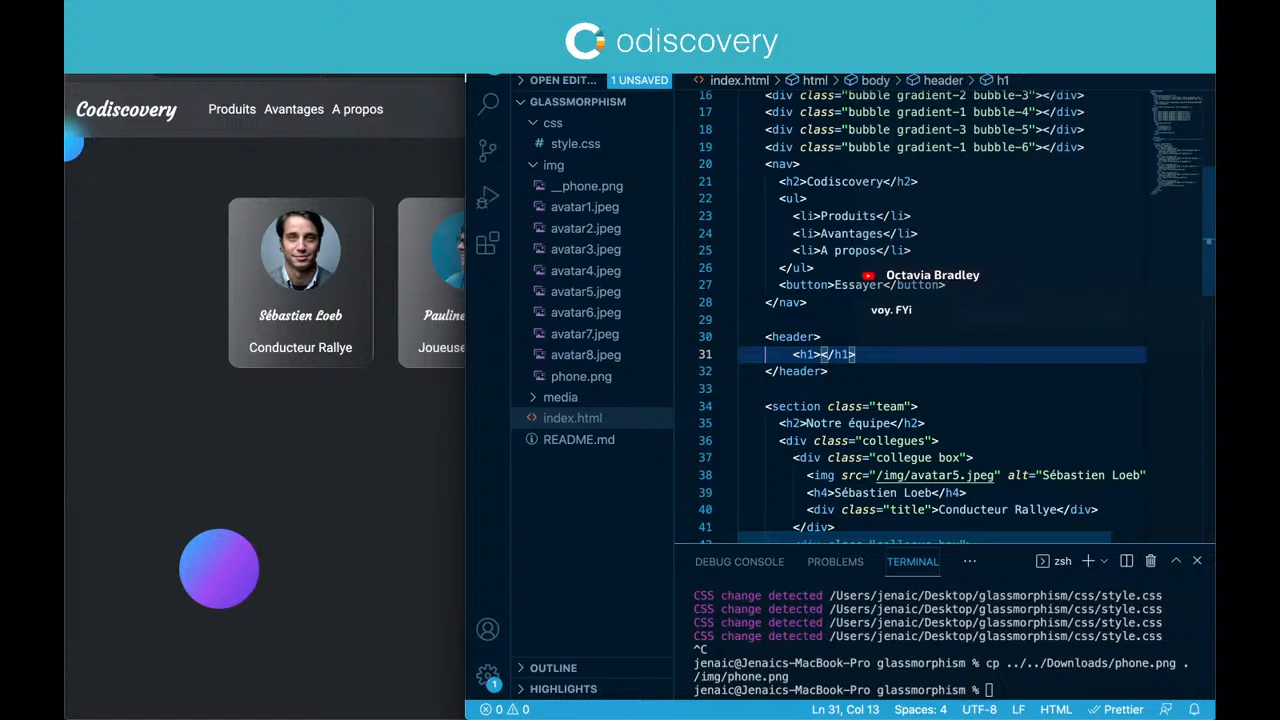 Codiscovery
Codiscovery
Produits Avantages A propos
Sébastien Loeb
Conducteur Rallye
Pauline
Joueuse
OPEN EDIT... 1 UNSAVED
GLASSMORPHISM
css
# style.css
img
__phone.png
avatar1.jpeg
avatar2.jpeg
avatar3.jpeg
avatar4.jpeg
avatar5.jpeg
avatar6.jpeg
avatar7.jpeg
avatar8.jpeg
phone.png
media
<> index.html
README.md
OUTLINE
HIGHLIGHTS
1
<> index.html > html > body > header > h1
16 <div class="bubble gradient-2 bubble-3"></div>
17 <div class="bubble gradient-1 bubble-4"></div>
18 <div class="bubble gradient-3 bubble-5"></div>
19 <div class="bubble gradient-1 bubble-6"></div>
20 <nav>
21 <h2>Codiscovery</h2>
22 <ul>
23 <li>Produits</li>
24 <li>Avantages</li>
25 <li>A propos</li>
26 </ul>
27 <button>Essayer</button>
28 </nav>
29
30 <header>
31 <h1></h1>
32 </header>
33
34 <section class="team">
35 <h2>Notre équipe</h2>
36 <div class="collegues">
37 <div class="collegue box">
38 <img src="/img/avatar5.jpeg" alt="Sébastien Loeb"
39 <h4>Sébastien Loeb</h4>
40 <div class="title">Conducteur Rallye</div>
41 </div>
Octavia Bradley
voy. FYi
DEBUG CONSOLE PROBLEMS TERMINAL ... zsh
CSS change detected /Users/jenaic/Desktop/glassmorphism/css/style.css
CSS change detected /Users/jenaic/Desktop/glassmorphism/css/style.css
CSS change detected /Users/jenaic/Desktop/glassmorphism/css/style.css
CSS change detected /Users/jenaic/Desktop/glassmorphism/css/style.css
^C
jenaic@Jenaics-MacBook-Pro glassmorphism % cp ../../Downloads/phone.png .
/img/phone.png
jenaic@Jenaics-MacBook-Pro glassmorphism %
0 0 Ln 31, Col 13 Spaces: 4 UTF-8 LF HTML Prettier